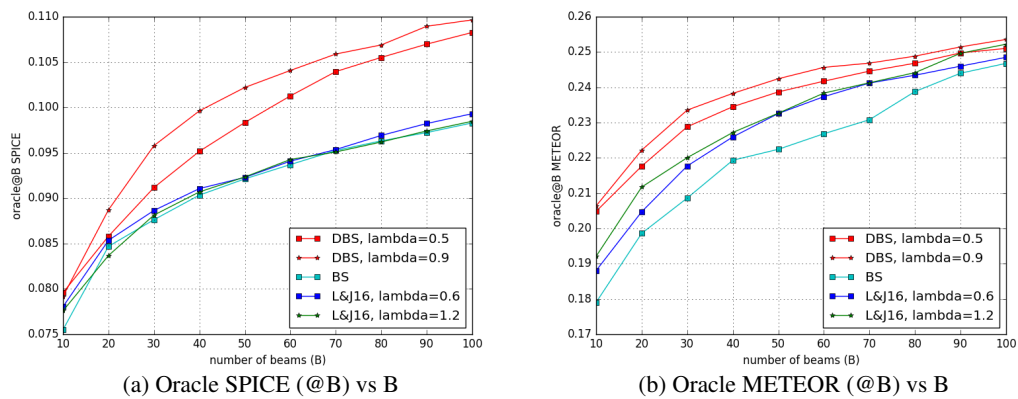 0.110
0.105
0.100
0.095
0.090
0.085
0.080
0.075
oracle@B SPICE
10 20 30 40 50 60 70 80 90 100
number of beams (B)
DBS, lambda=0.5
DBS, lambda=0.9
BS
L&J16, lambda=0.6
L&J16, lambda=1.2
(a) Oracle SPICE (@B) vs B
0.26
0.25
0.24
0.23
0.22
0.21
0.20
0.19
0.18
0.17
oracle@B METEOR
10 20 30 40 50 60 70 80 90 100
number of beams (B)
DBS, lambda=0.5
DBS, lambda=0.9
BS
L&J16, lambda=0.6
L&J16, lambda=1.2
(b) Oracle METEOR (@B) vs B